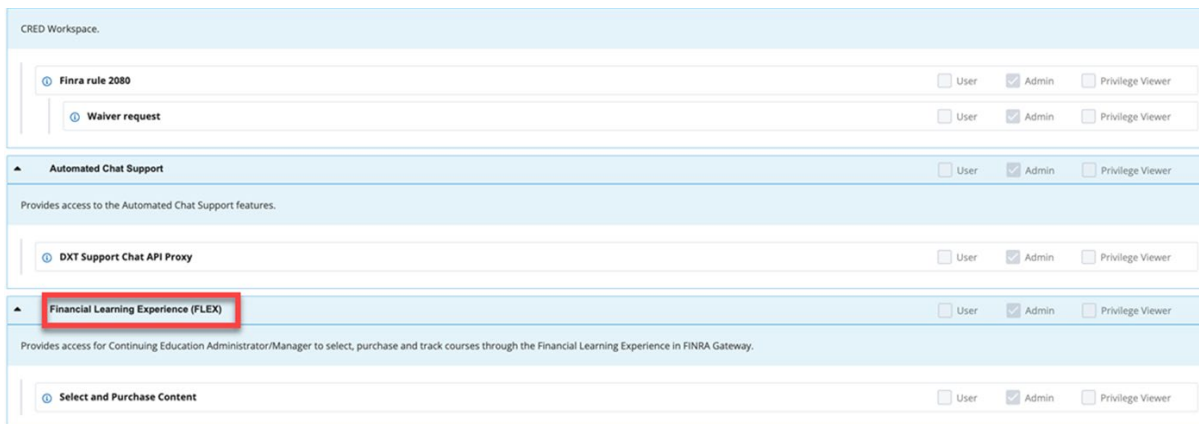 CRED Workspace.
Finra rule 2080 User Admin Privilege Viewer
Waiver request User Admin Privilege Viewer
Automated Chat Support User Admin Privilege Viewer
Provides access to the Automated Chat Support features.
DXT Support Chat API Proxy User Admin Privilege Viewer
Financial Learning Experience (FLEX) User Admin Privilege Viewer
Provides access for Continuing Education Administrator/Manager to select, purchase and track courses through the Financial Learning Experience in FINRA Gateway.
Select and Purchase Content User Admin Privilege Viewer